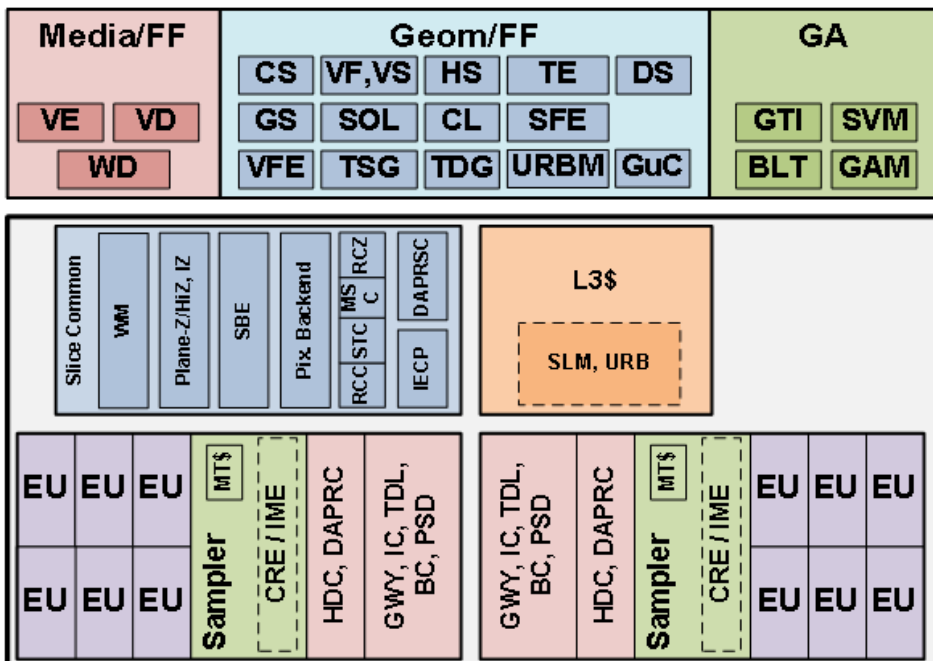 Media/FF
Geom/FF
GA
CS
VF,VS
HS
TE
DS
VE
VD
GS
SOL
CL
SFE
GTI
SVM
WD
VFE
TSG
TDG
URBM
GuC
BLT
GAM
Slice Common
WM
Plane-Z/HiZ, IZ
SBE
Pix. Backend
RCZ
MS
C
STC
RCC
DAPRSC
IECP
L3$
SLM, URB
EU
EU
EU
EU
EU
EU
MT$
Sampler
CRE / IME
HDC, DAPRC
GWY, IC, TDL,
BC, PSD
GWY, IC, TDL,
BC, PSD
HDC, DAPRC
MT$
Sampler
CRE / IME
EU
EU
EU
EU
EU
EU